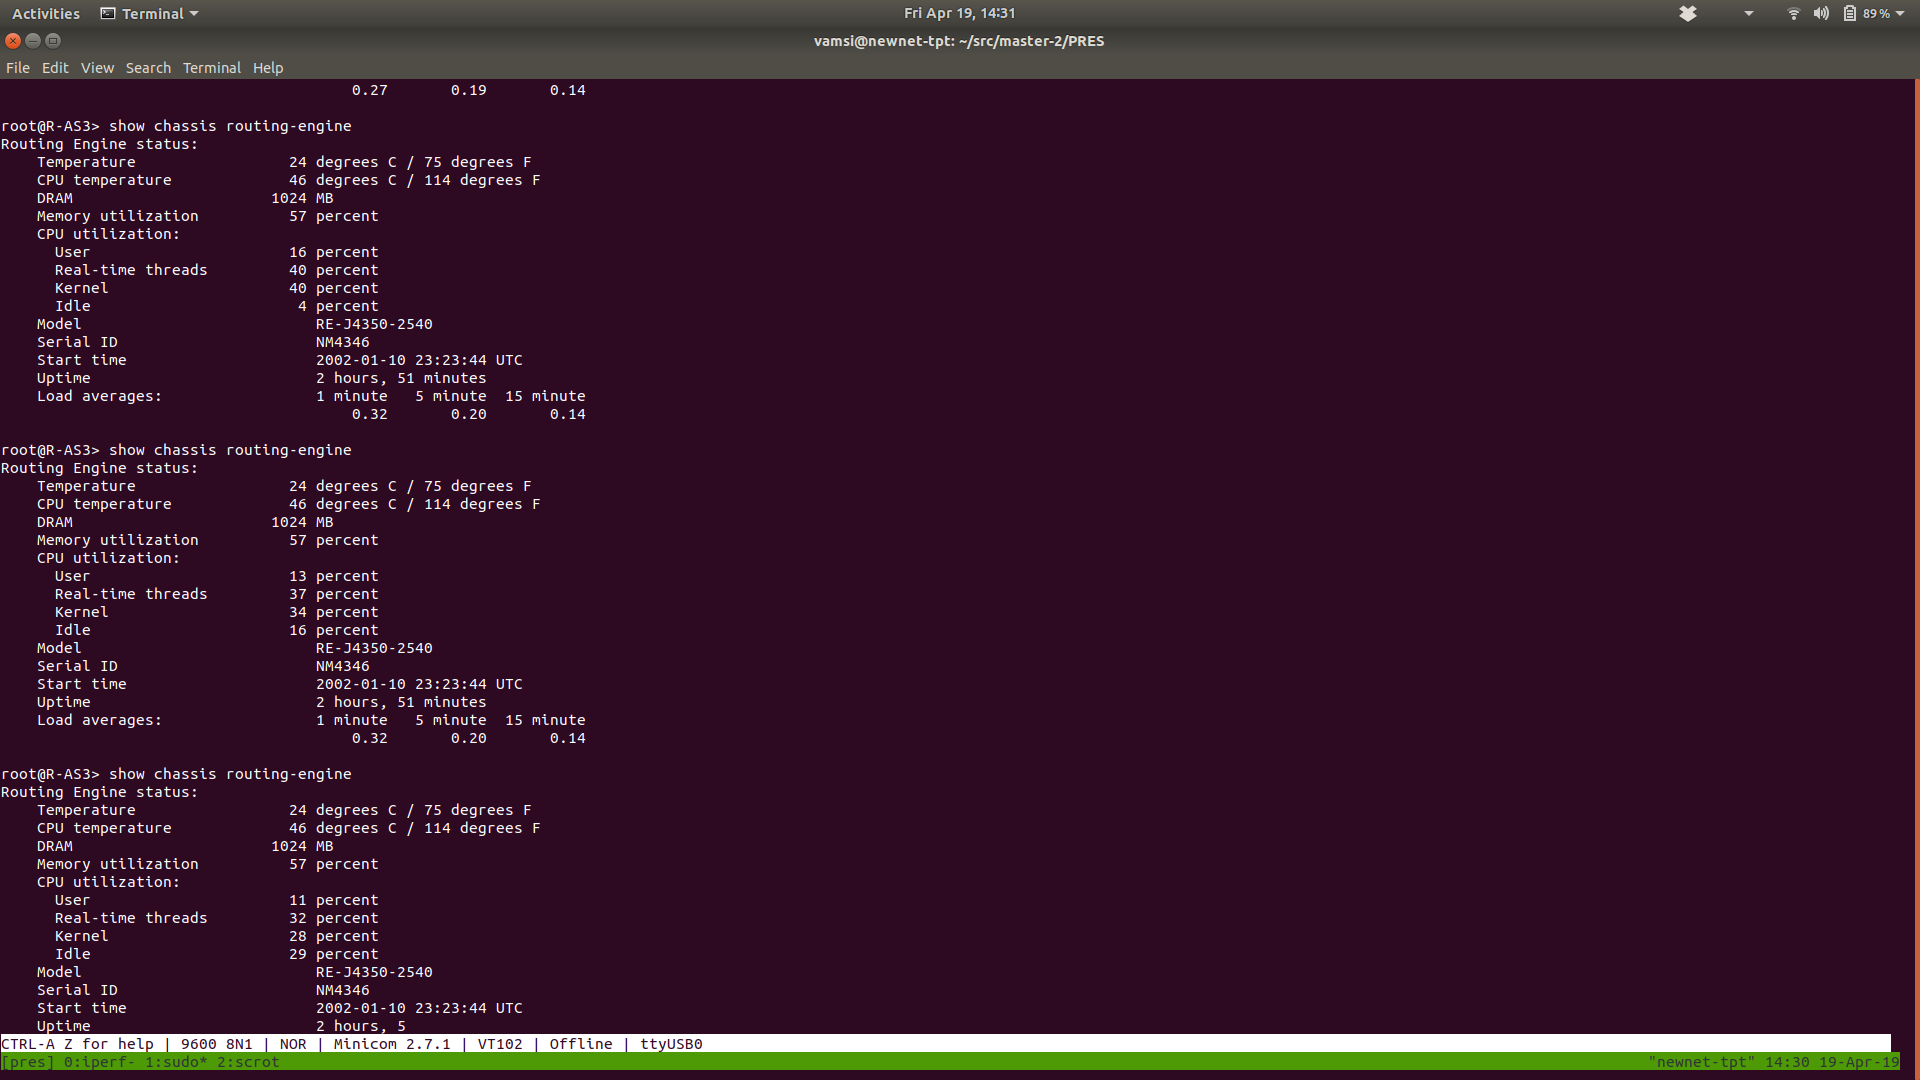 Activities Terminal Fri Apr 19, 14:31 89%
vamsi@newnet-tpt: ~/src/master-2/PRES
File Edit View Search Terminal Help
0.27 0.19 0.14
root@R-AS3> show chassis routing-engine
Routing Engine status:
Temperature 24 degrees C / 75 degrees F
CPU temperature 46 degrees C / 114 degrees F
DRAM 1024 MB
Memory utilization 57 percent
CPU utilization:
User 16 percent
Real-time threads 40 percent
Kernel 40 percent
Idle 4 percent
Model RE-J4350-2540
Serial ID NM4346
Start time 2002-01-10 23:23:44 UTC
Uptime 2 hours, 51 minutes
Load averages: 1 minute 5 minute 15 minute
0.32 0.20 0.14
root@R-AS3> show chassis routing-engine
Routing Engine status:
Temperature 24 degrees C / 75 degrees F
CPU temperature 46 degrees C / 114 degrees F
DRAM 1024 MB
Memory utilization 57 percent
CPU utilization:
User 13 percent
Real-time threads 37 percent
Kernel 34 percent
Idle 16 percent
Model RE-J4350-2540
Serial ID NM4346
Start time 2002-01-10 23:23:44 UTC
Uptime 2 hours, 51 minutes
Load averages: 1 minute 5 minute 15 minute
0.32 0.20 0.14
root@R-AS3> show chassis routing-engine
Routing Engine status:
Temperature 24 degrees C / 75 degrees F
CPU temperature 46 degrees C / 114 degrees F
DRAM 1024 MB
Memory utilization 57 percent
CPU utilization:
User 11 percent
Real-time threads 32 percent
Kernel 28 percent
Idle 29 percent
Model RE-J4350-2540
Serial ID NM4346
Start time 2002-01-10 23:23:44 UTC
Uptime 2 hours, 5
CTRL-A Z for help | 9600 8N1 | NOR | Minicom 2.7.1 | VT102 | Offline | ttyUSB0
[pres] 0:iperf- 1:sudo* 2:scrot "newnet-tpt" 14:30 19-Apr-19